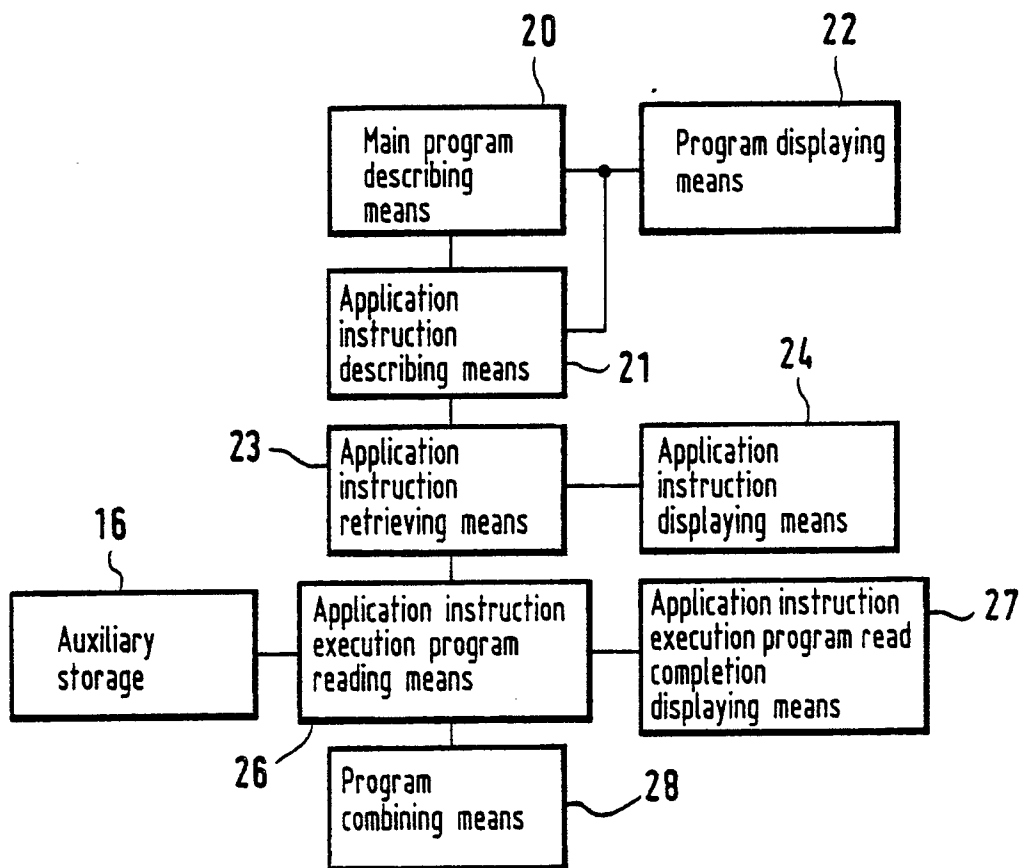 20
22
Main program
describing
means
Program displaying
means
Application
instruction
describing means
21
24
23
Application
instruction
retrieving means
Application
instruction
displaying means
16
Auxiliary
storage
Application instruction
execution program
reading means
Application instruction
execution program read
completion
displaying means
27
26
Program
combining means
28